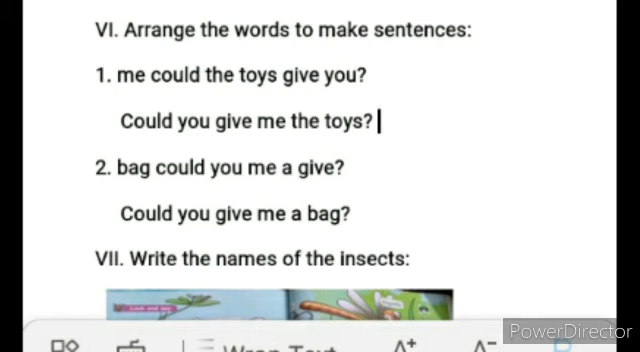 VI. Arrange the words to make sentences:
1. me could the toys give you?
Could you give me the toys?
2. bag could you me a give?
Could you give me a bag?
VII. Write the names of the insects:
A+ A-
PowerDirector